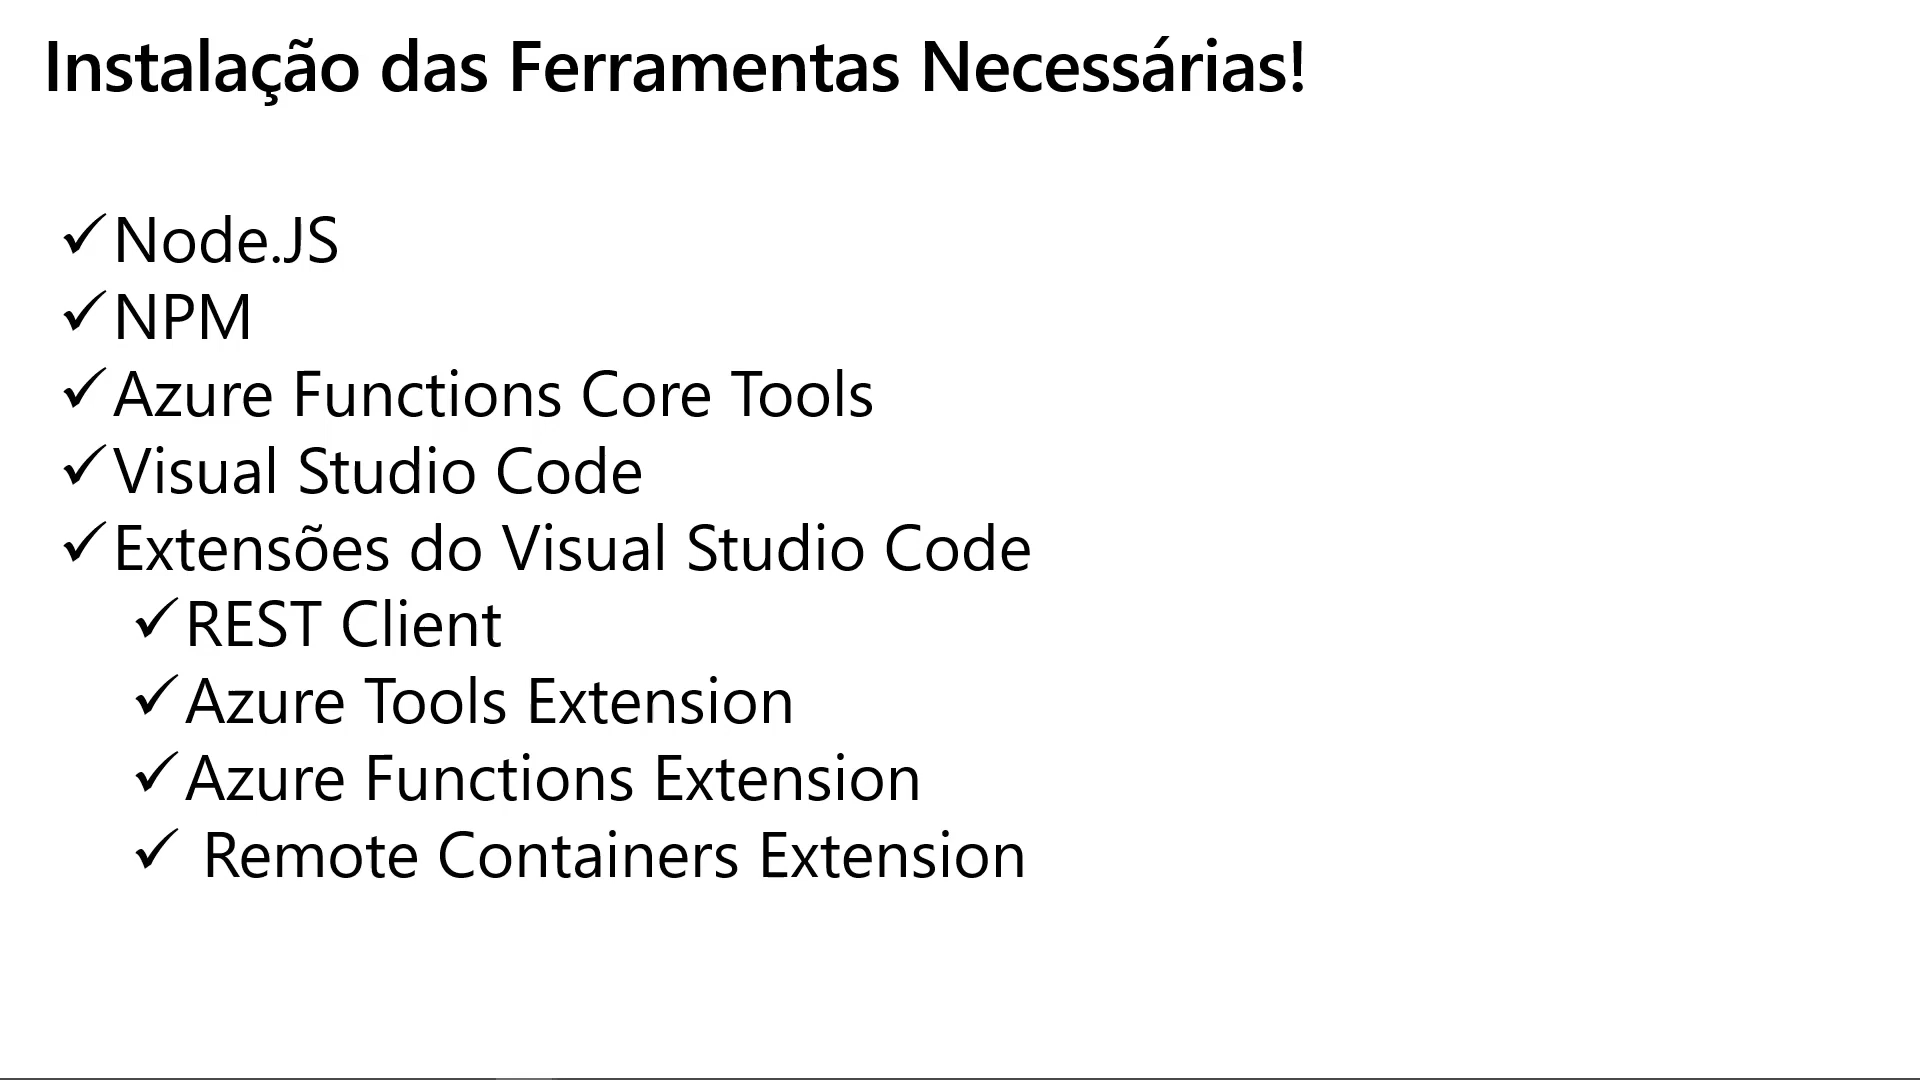 Instalação das Ferramentas Necessárias!
✓Node.JS
✓NPM
✓Azure Functions Core Tools
✓Visual Studio Code
✓Extensões do Visual Studio Code
✓REST Client
✓Azure Tools Extension
✓Azure Functions Extension
✓ Remote Containers Extension